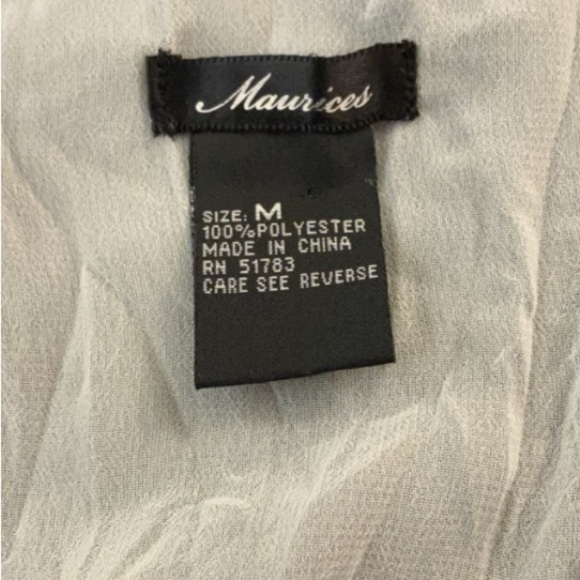 Maurices
SIZE: M
100%POLYESTER
MADE IN CHINA
RN 51783
CARE SEE REVERSE